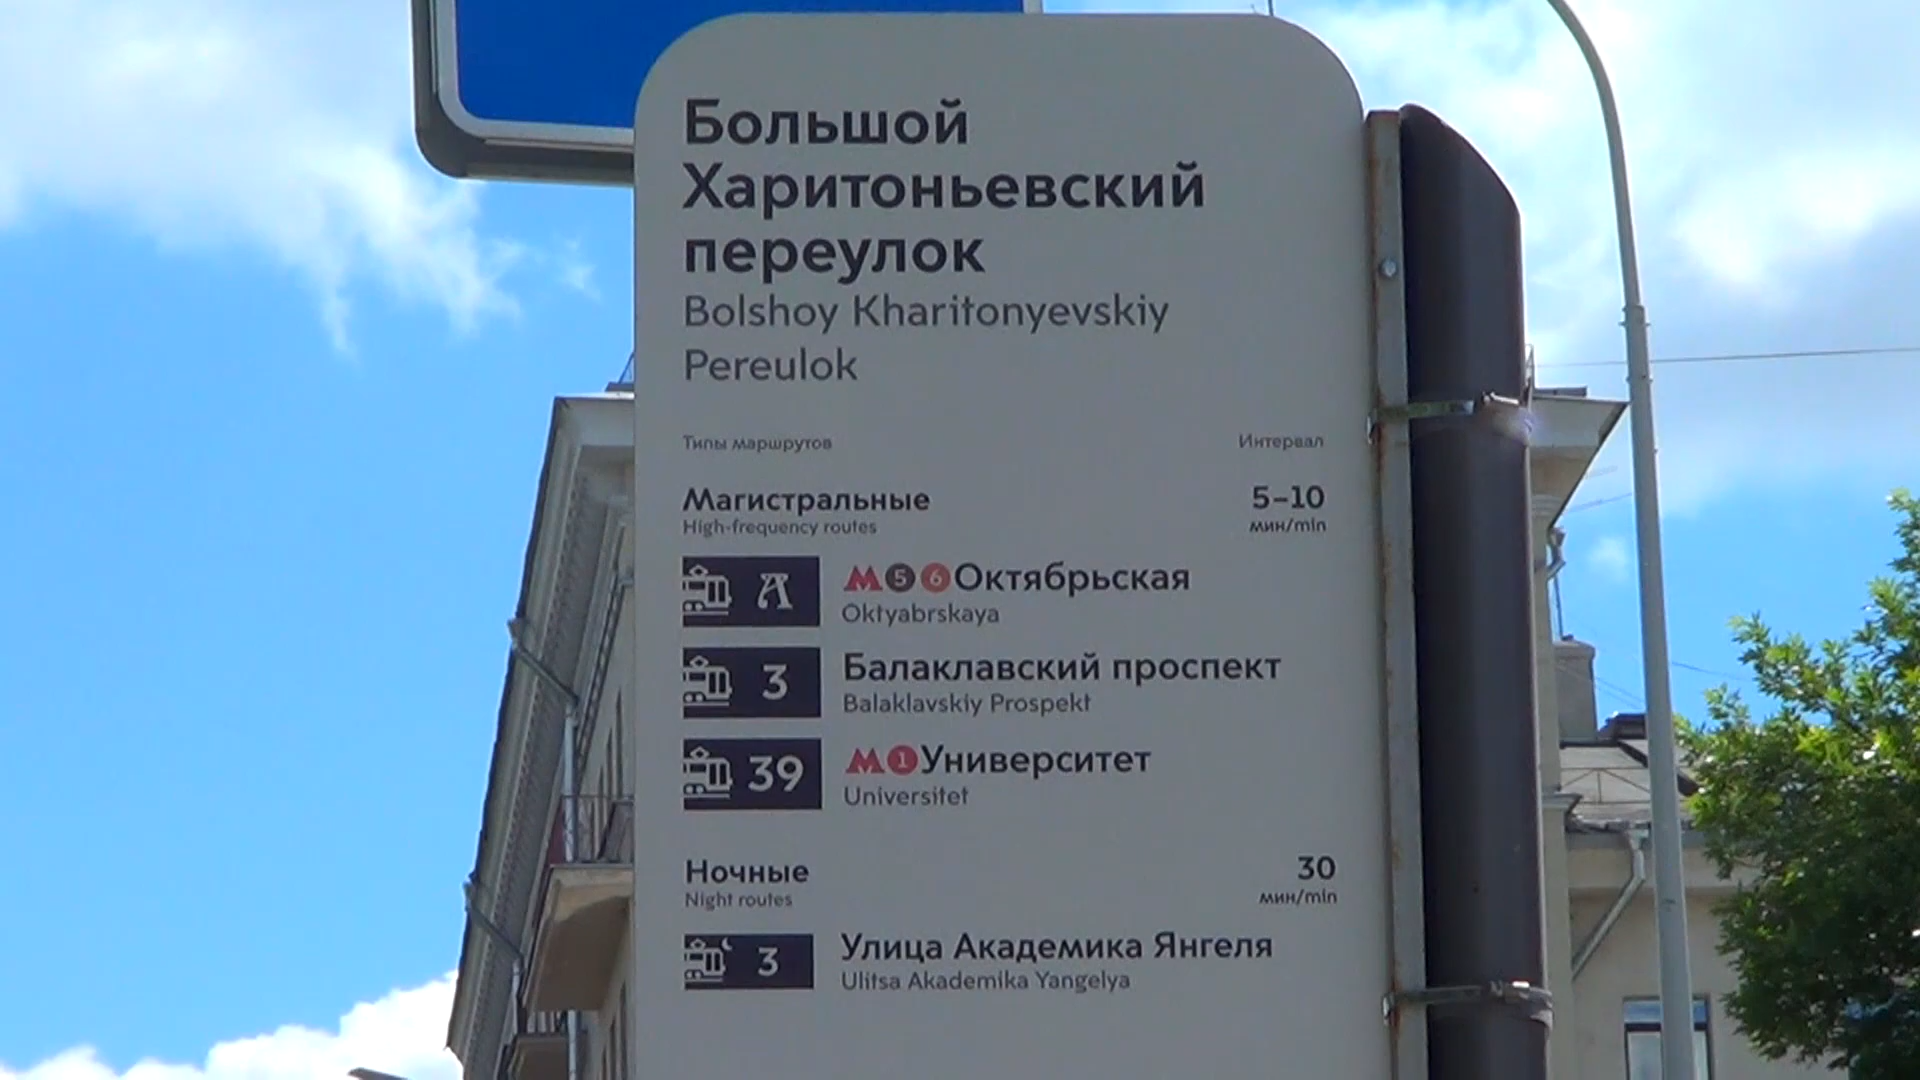 Большой
Харитоньевский
переулок
Bolshoy Kharitonyevskiy
Pereulok
Типы маршрутов Интервал
Магистральные 5–10
High-frequency routes мин/min
А М 5 6 Октябрьская
Oktyabrskaya
3 Балаклавский проспект
Balaklavskiy Prospekt
39 М 1 Университет
Universitet
Ночные 30
Night routes мин/min
3 Улица Академика Янгеля
Ulitsa Akademika Yangelya